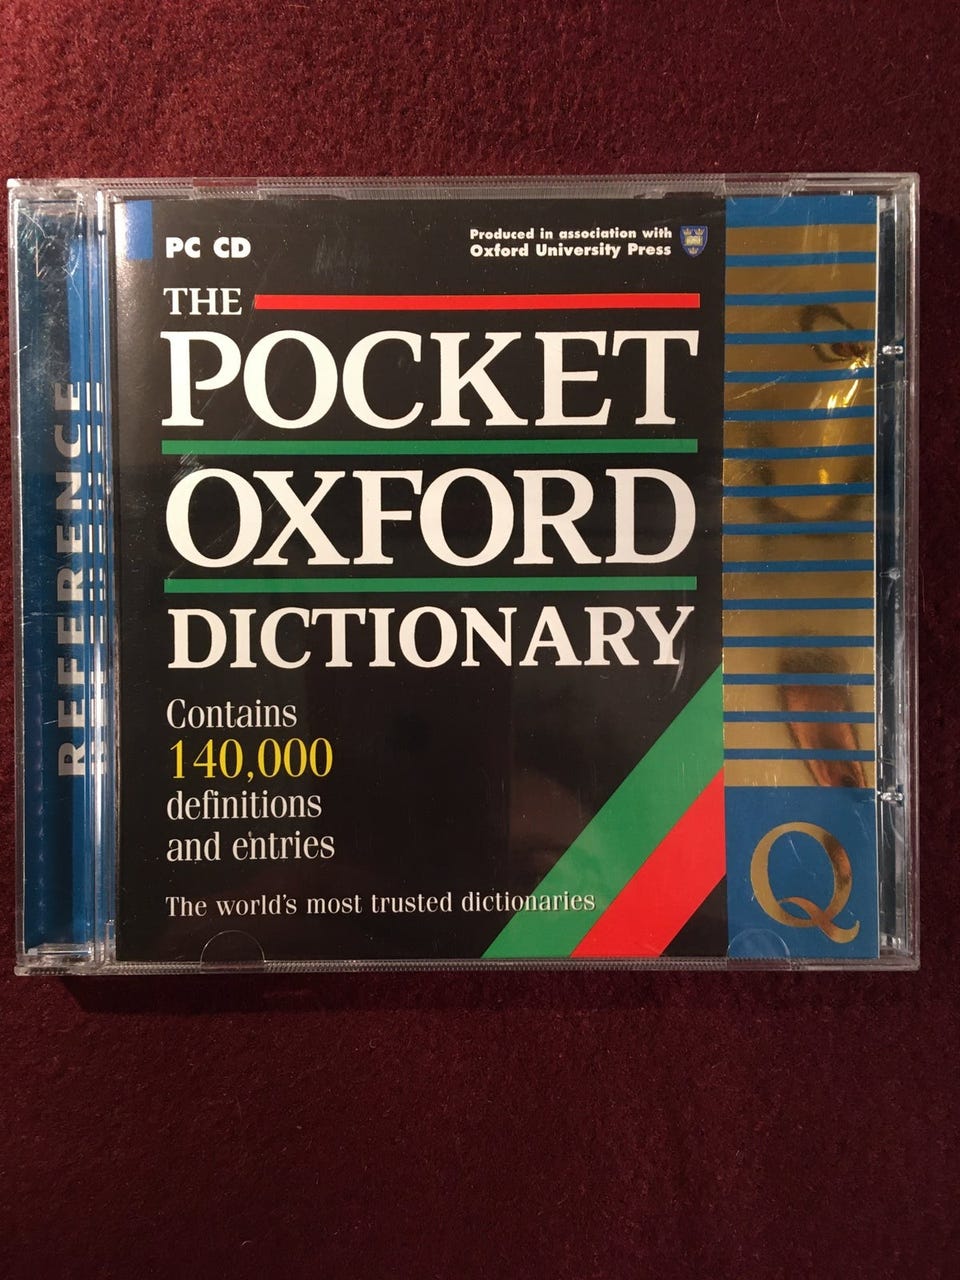 PC CD
Produced in association with
Oxford University Press
THE
POCKET
OXFORD
DICTIONARY
Contains
140,000
definitions
and entries
The world's most trusted dictionaries
REFERENCE
Q